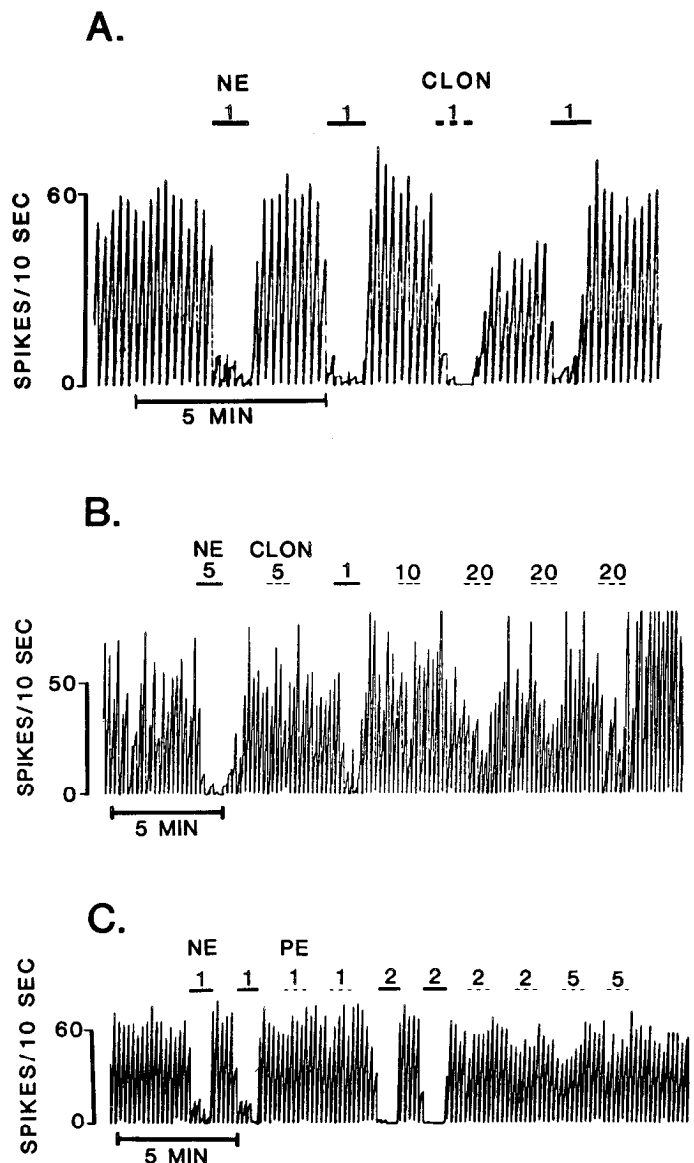 A.
NE CLON
1 1 1 1
60
SPIKES/10 SEC
0
5 MIN
B.
NE CLON
5 5 1 10 20 20 20
50
SPIKES/10 SEC
0
5 MIN
C.
NE PE
1 1 1 1 2 2 2 2 5 5
60
SPIKES/10 SEC
0
5 MIN